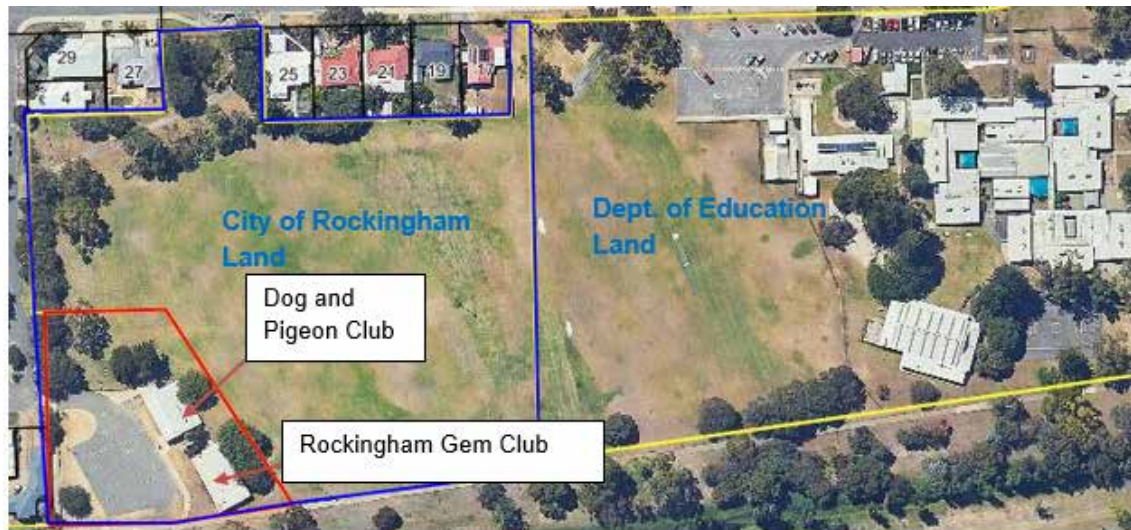 29
27
4
25
23
21
19
17
City of Rockingham
Land
Dept. of Education
Land
Dog and
Pigeon Club
Rockingham Gem Club